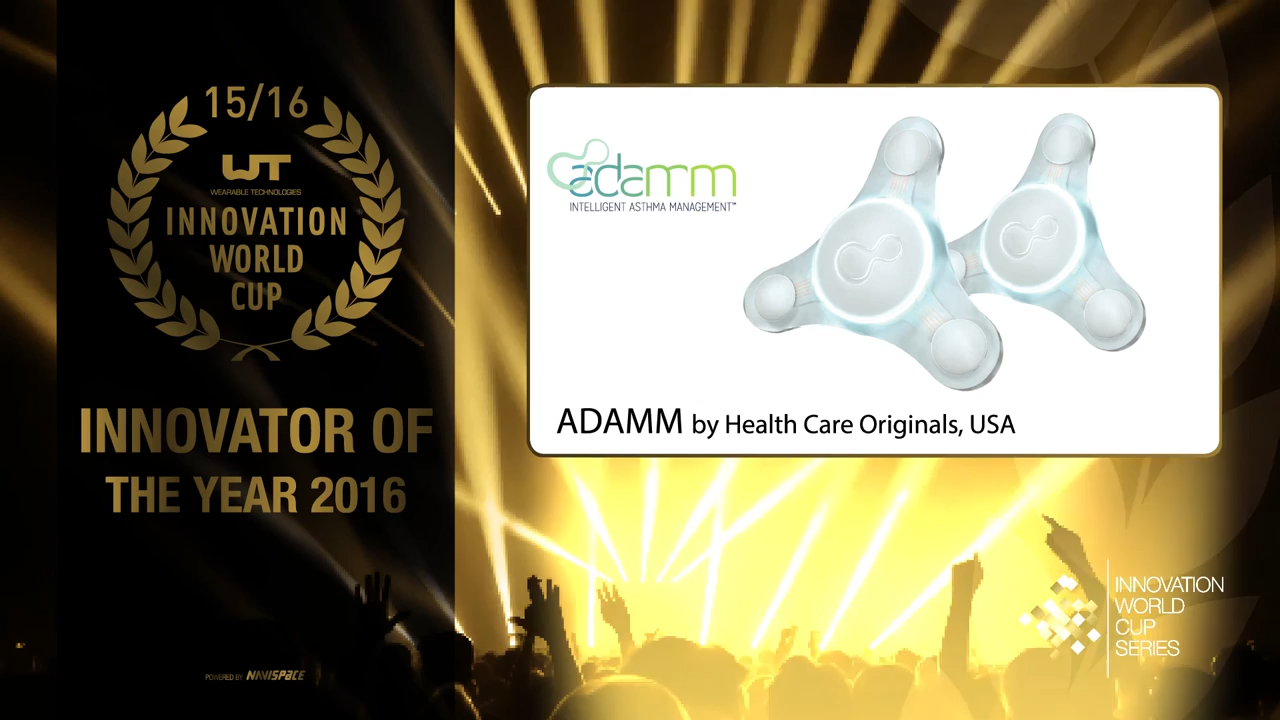 15/16
WT
WEARABLE TECHNOLOGIES
INNOVATION
WORLD
CUP
INNOVATOR OF
THE YEAR 2016
POWERED BY NAVISPACE
adamm
INTELLIGENT ASTHMA MANAGEMENT™
ADAMM by Health Care Originals, USA
INNOVATION
WORLD
CUP
SERIES